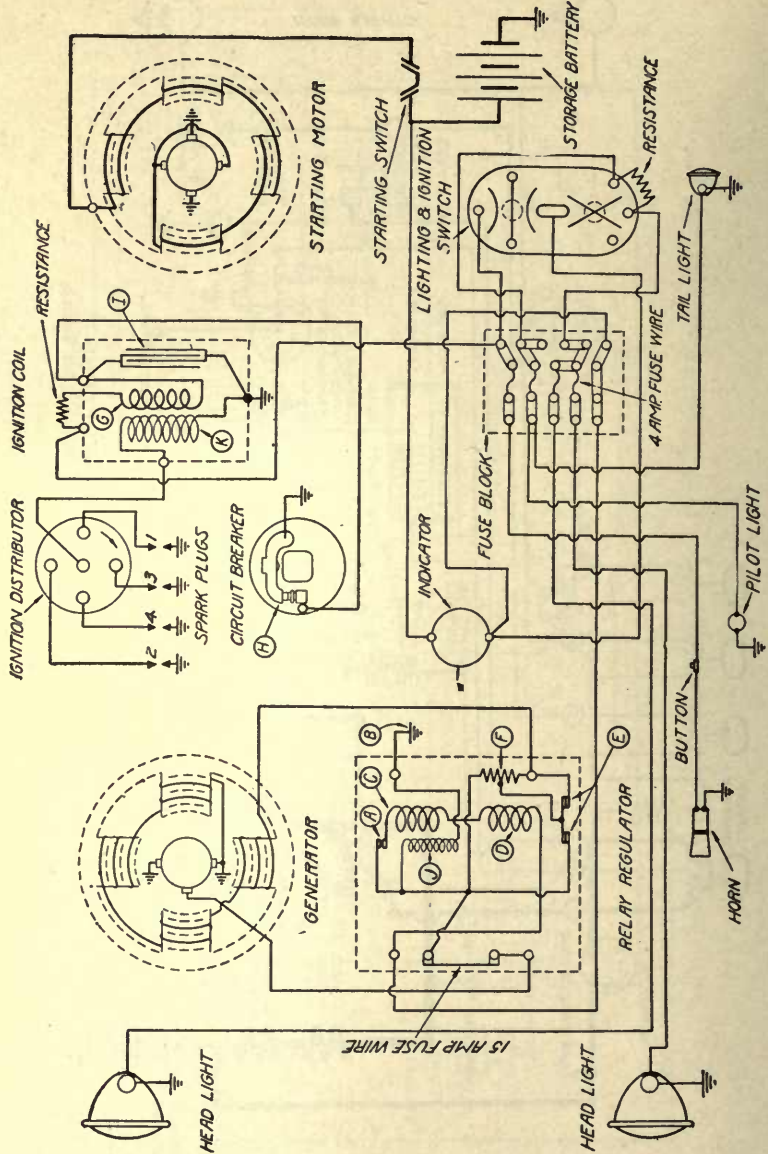 IGNITION DISTRIBUTOR
IGNITION COIL
RESISTANCE
G
I
K
1
3
4
2
SPARK PLUGS
STARTING MOTOR
STARTING SWITCH
STORAGE BATTERY
CIRCUIT BREAKER
H
LIGHTING & IGNITION
SWITCH
RESISTANCE
INDICATOR
FUSE BLOCK
4 AMP. FUSE WIRE
TAIL LIGHT
PILOT LIGHT
BUTTON
HORN
GENERATOR
A
B
C
D
E
F
J
RELAY REGULATOR
15 AMP FUSE WIRE
HEAD LIGHT
HEAD LIGHT